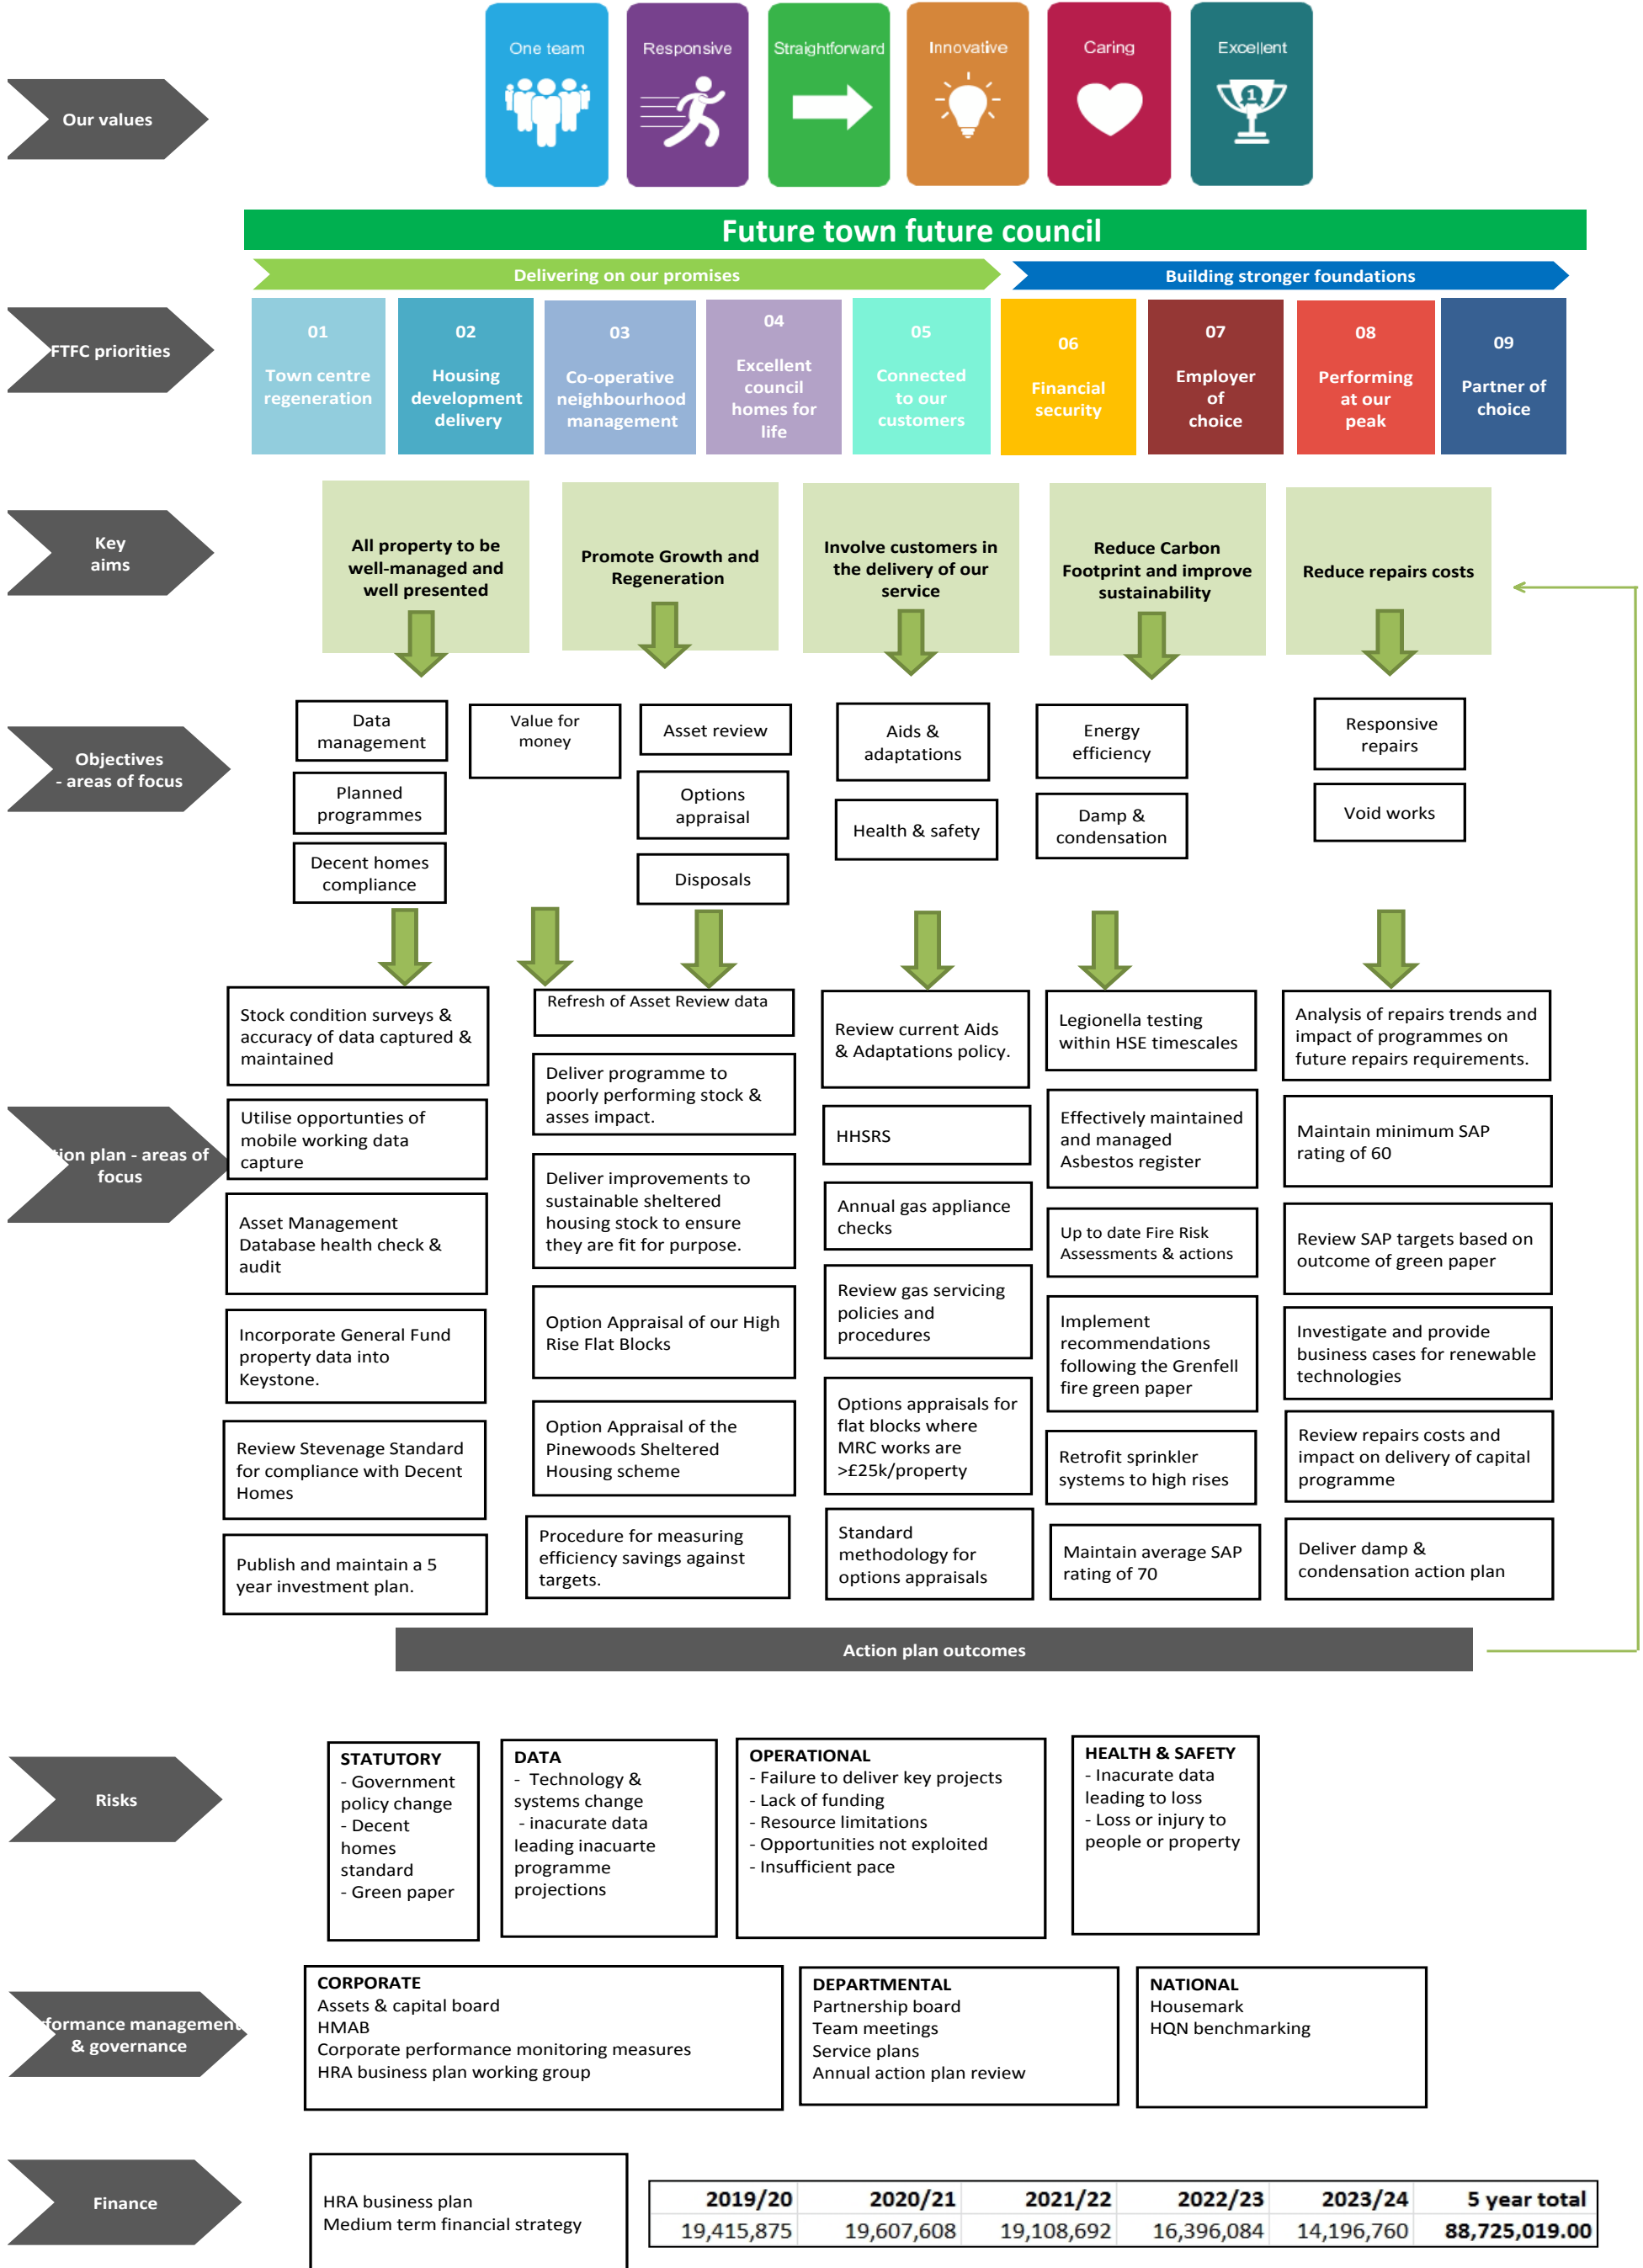 One team
Responsive
Straightforward
Innovative
Caring
Excellent
1
Our values
Future town future council
Delivering on our promises
Building stronger foundations
FTFC priorities
01
Town centre
regeneration
02
Housing
development
delivery
03
Co-operative
neighbourhood
management
04
Excellent
council
homes for
life
05
Connected
to our
customers
06
Financial
security
07
Employer
of
choice
08
Performing
at our
peak
09
Partner of
choice
Key
aims
All property to be
well-managed and
well presented
Promote Growth and
Regeneration
Involve customers in
the delivery of our
service
Reduce Carbon
Footprint and improve
sustainability
Reduce repairs costs
Objectives
- areas of focus
Data
management
Planned
programmes
Decent homes
compliance
Value for
money
Asset review
Options
appraisal
Disposals
Aids &
adaptations
Health & safety
Energy
efficiency
Damp &
condensation
Responsive
repairs
Void works
ion plan - areas of
focus
Stock condition surveys &
accuracy of data captured &
maintained
Utilise opportunties of
mobile working data
capture
Asset Management
Database health check &
audit
Incorporate General Fund
property data into
Keystone.
Review Stevenage Standard
for compliance with Decent
Homes
Publish and maintain a 5
year investment plan.
Refresh of Asset Review data
Deliver programme to
poorly performing stock &
asses impact.
Deliver improvements to
sustainable sheltered
housing stock to ensure
they are fit for purpose.
Option Appraisal of our High
Rise Flat Blocks
Option Appraisal of the
Pinewoods Sheltered
Housing scheme
Procedure for measuring
efficiency savings against
targets.
Review current Aids
& Adaptations policy.
HHSRS
Annual gas appliance
checks
Review gas servicing
policies and
procedures
Options appraisals for
flat blocks where
MRC works are
>£25k/property
Standard
methodology for
options appraisals
Legionella testing
within HSE timescales
Effectively maintained
and managed
Asbestos register
Up to date Fire Risk
Assessments & actions
Implement
recommendations
following the Grenfell
fire green paper
Retrofit sprinkler
systems to high rises
Maintain average SAP
rating of 70
Analysis of repairs trends and
impact of programmes on
future repairs requirements.
Maintain minimum SAP
rating of 60
Review SAP targets based on
outcome of green paper
Investigate and provide
business cases for renewable
technologies
Review repairs costs and
impact on delivery of capital
programme
Deliver damp &
condensation action plan
Action plan outcomes
Risks
STATUTORY
- Government
policy change
- Decent
homes
standard
- Green paper
DATA
- Technology &
systems change
- inacurate data
leading inacuarte
programme
projections
OPERATIONAL
- Failure to deliver key projects
- Lack of funding
- Resource limitations
- Opportunities not exploited
- Insufficient pace
HEALTH & SAFETY
- Inacurate data
leading to loss
- Loss or injury to
people or property
formance management
& governance
CORPORATE
Assets & capital board
HMAB
Corporate performance monitoring measures
HRA business plan working group
DEPARTMENTAL
Partnership board
Team meetings
Service plans
Annual action plan review
NATIONAL
Housemark
HQN benchmarking
Finance
HRA business plan
Medium term financial strategy
2019/20 2020/21 2021/22 2022/23 2023/24 5 year total
19,415,875 19,607,608 19,108,692 16,396,084 14,196,760 88,725,019.00